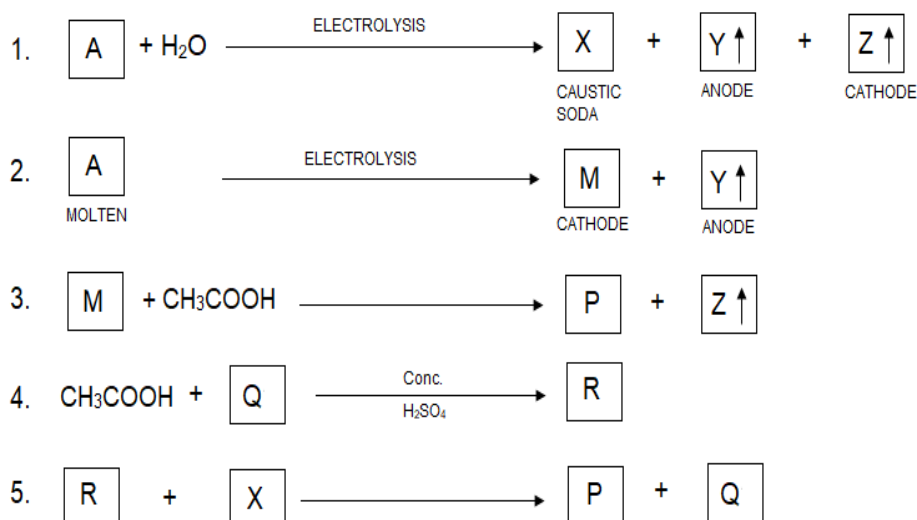 1. A + H₂O ELECTROLYSIS X + Y↑ + Z↑
CAUSTIC SODA ANODE CATHODE
2. A ELECTROLYSIS M + Y↑
MOLTEN CATHODE ANODE
3. M + CH₃COOH P + Z↑
4. CH₃COOH + Q Conc. H₂SO₄ R
5. R + X P + Q